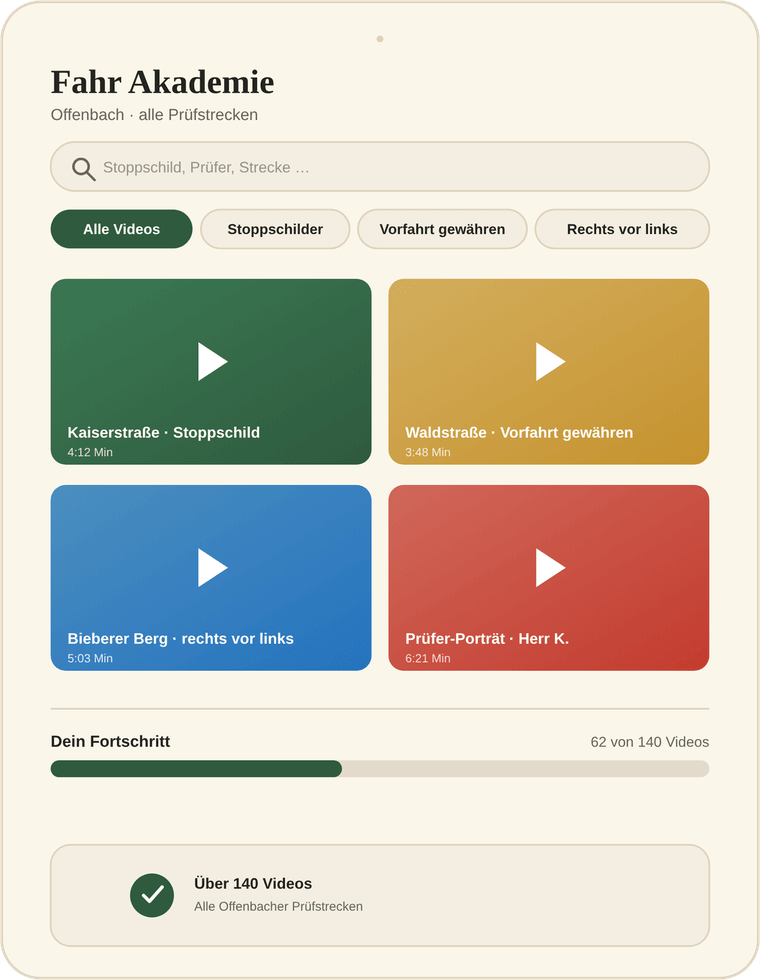 Fahr Akademie
Offenbach · alle Prüfstrecken
Stoppschild, Prüfer, Strecke …
Alle Videos
Stoppschilder
Vorfahrt gewähren
Rechts vor links
Kaiserstraße · Stoppschild
4:12 Min
Waldstraße · Vorfahrt gewähren
3:48 Min
Bieberer Berg · rechts vor links
5:03 Min
Prüfer-Porträt · Herr K.
6:21 Min
Dein Fortschritt
62 von 140 Videos
Über 140 Videos
Alle Offenbacher Prüfstrecken